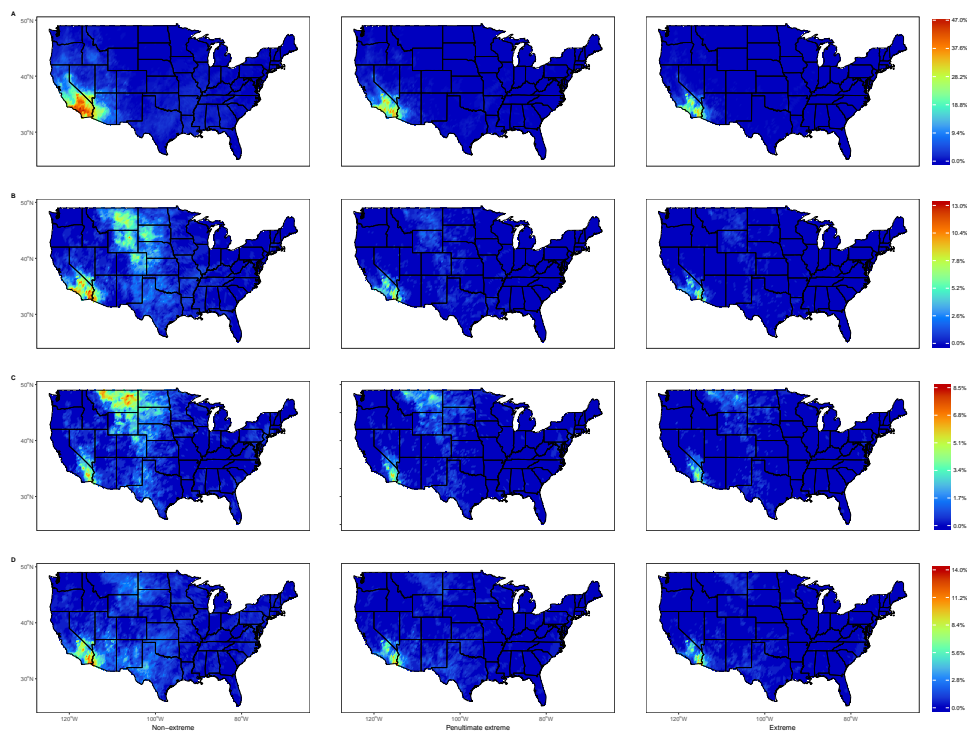 A
50°N
40°N
30°N
47.0%
37.6%
28.2%
18.8%
9.4%
0.0%
B
50°N
40°N
30°N
13.0%
10.4%
7.8%
5.2%
2.6%
0.0%
C
50°N
40°N
30°N
8.5%
6.8%
5.1%
3.4%
1.7%
0.0%
D
50°N
40°N
30°N
14.0%
11.2%
8.4%
5.6%
2.8%
0.0%
120°W 100°W 80°W 120°W 100°W 80°W 120°W 100°W 80°W
Non-extreme Penultimate extreme Extreme